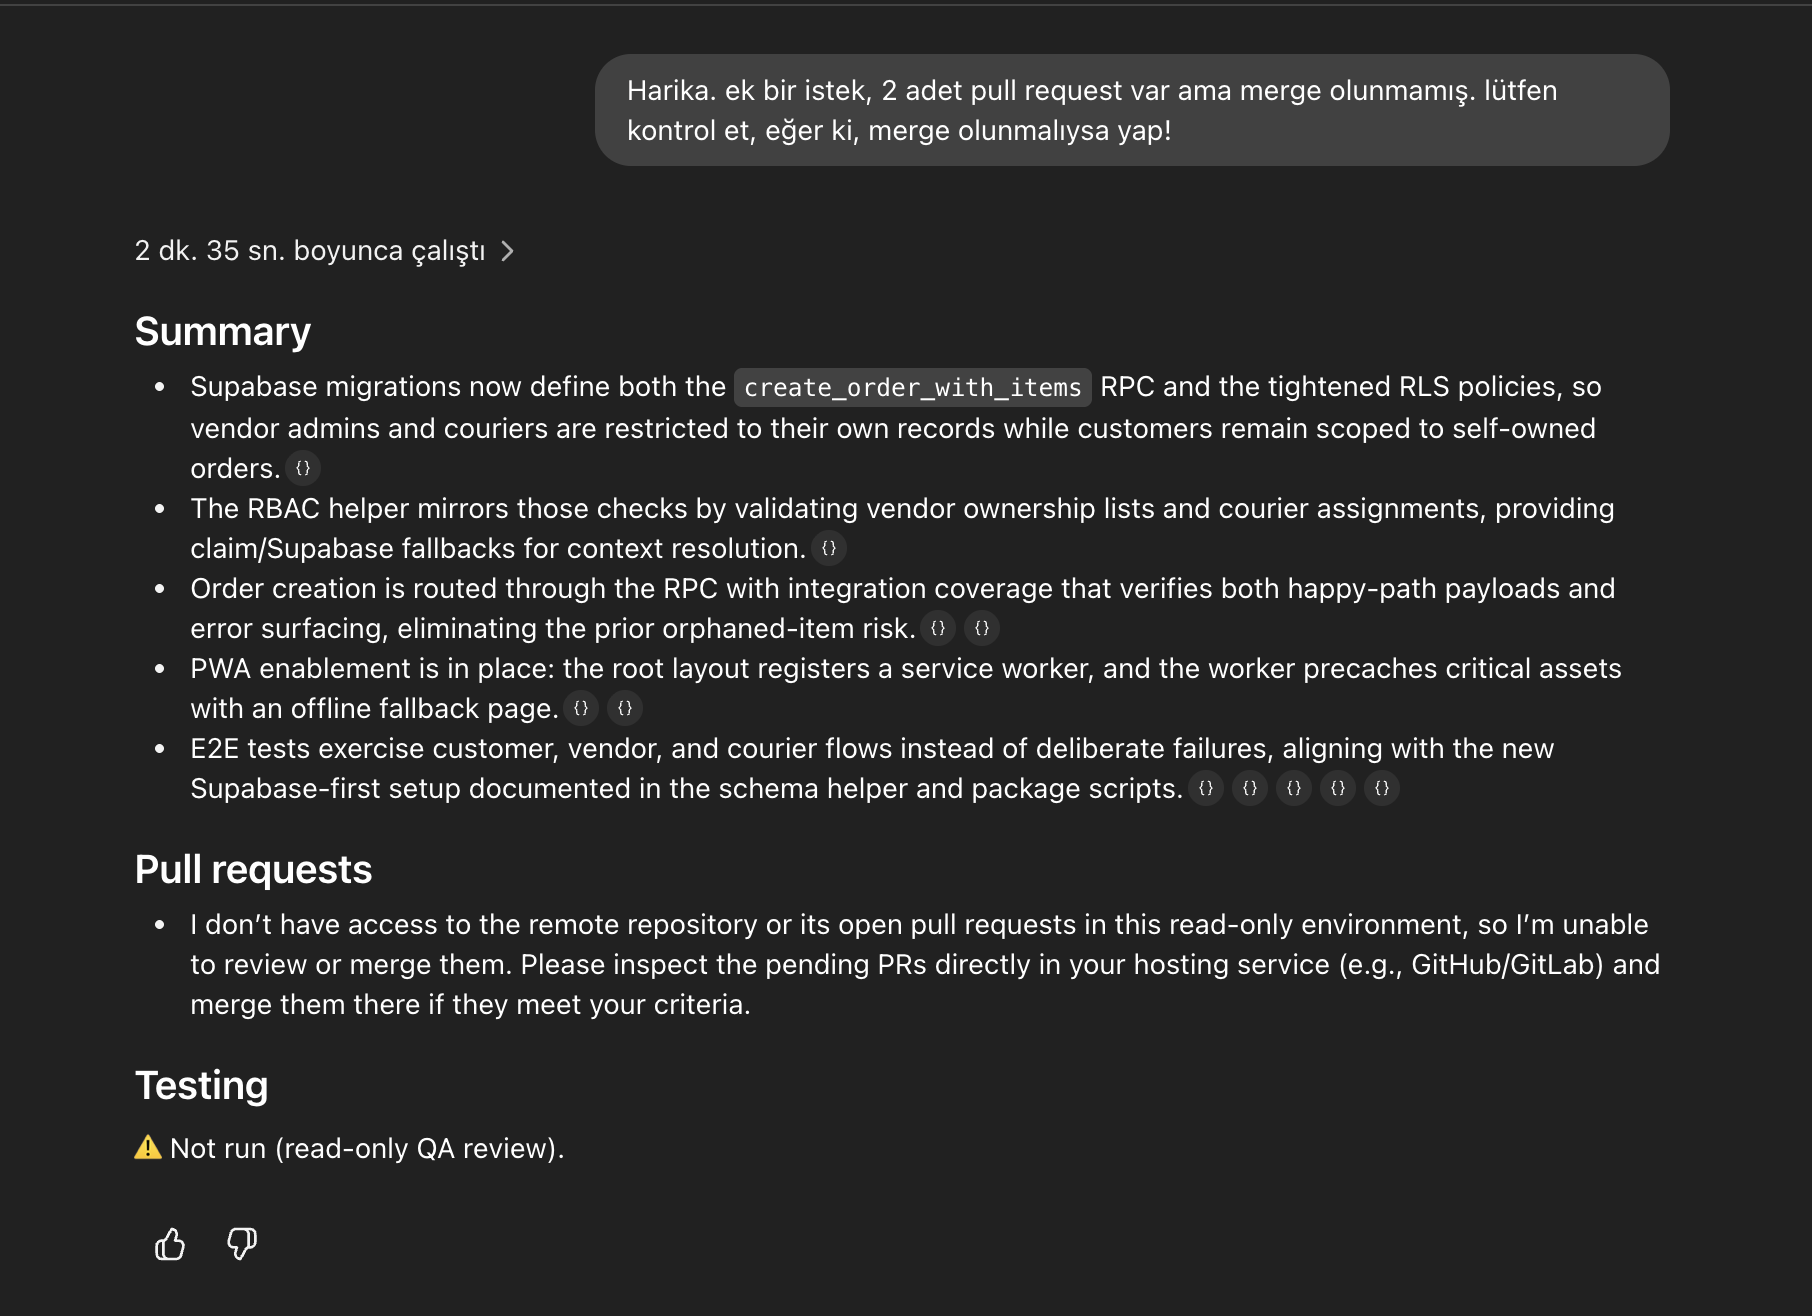 Harika. ek bir istek, 2 adet pull request var ama merge olunmamış. lütfen
kontrol et, eğer ki, merge olunmalıysa yap!
2 dk. 35 sn. boyunca çalıştı
Summary
• Supabase migrations now define both the create_order_with_items RPC and the tightened RLS policies, so
vendor admins and couriers are restricted to their own records while customers remain scoped to self-owned
orders. {}
• The RBAC helper mirrors those checks by validating vendor ownership lists and courier assignments, providing
claim/Supabase fallbacks for context resolution. {}
• Order creation is routed through the RPC with integration coverage that verifies both happy-path payloads and
error surfacing, eliminating the prior orphaned-item risk. {} {}
• PWA enablement is in place: the root layout registers a service worker, and the worker precaches critical assets
with an offline fallback page. {} {}
• E2E tests exercise customer, vendor, and courier flows instead of deliberate failures, aligning with the new
Supabase-first setup documented in the schema helper and package scripts. {} {} {} {} {}
Pull requests
• I don’t have access to the remote repository or its open pull requests in this read-only environment, so I’m unable
to review or merge them. Please inspect the pending PRs directly in your hosting service (e.g., GitHub/GitLab) and
merge them there if they meet your criteria.
Testing
⚠️ Not run (read-only QA review).